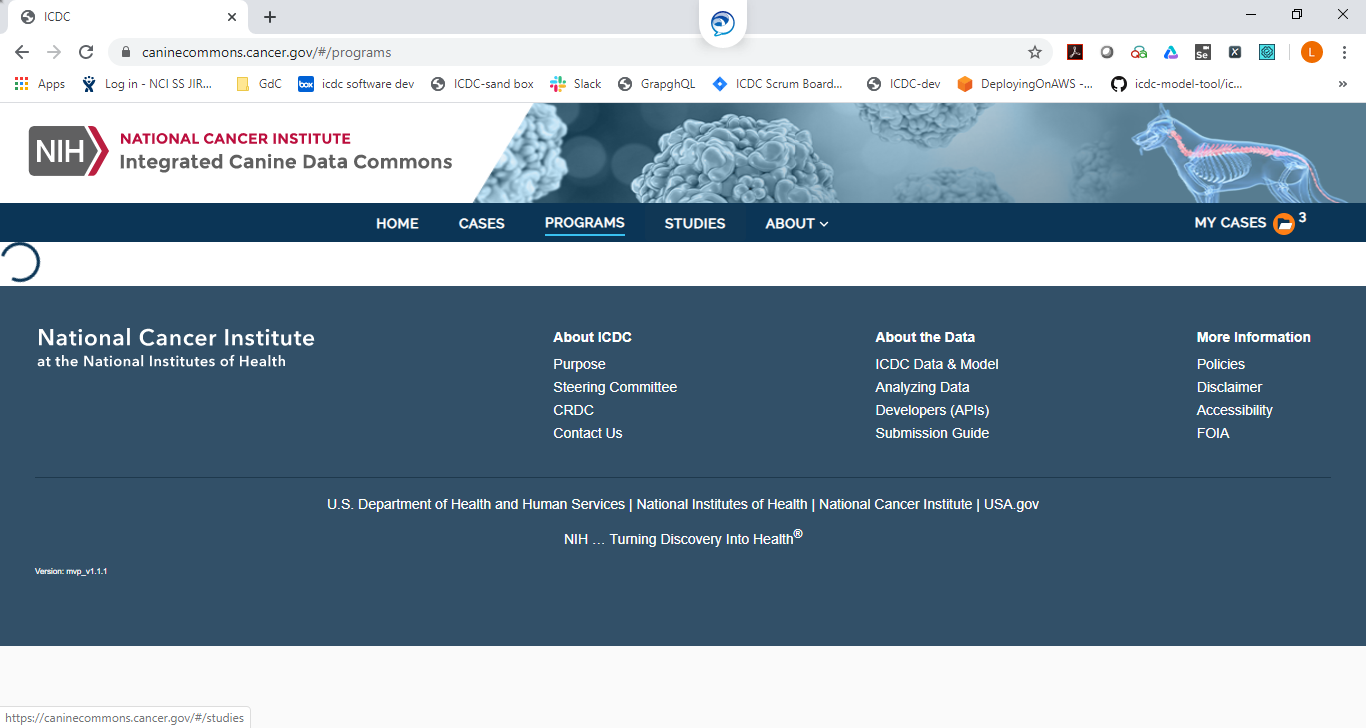 ICDC
caninecommons.cancer.gov/#/programs
Se
X
L
Apps
Log in - NCI SS JIR...
GdC
box
icdc software dev
ICDC-sand box
Slack
GrapghQL
ICDC Scrum Board...
ICDC-dev
DeployingOnAWS -...
icdc-model-tool/ic...
»
NIH
NATIONAL CANCER INSTITUTE
Integrated Canine Data Commons
HOME
CASES
PROGRAMS
STUDIES
ABOUT
MY CASES
3
National Cancer Institute
at the National Institutes of Health
About ICDC
Purpose
Steering Committee
CRDC
Contact Us
About the Data
ICDC Data & Model
Analyzing Data
Developers (APIs)
Submission Guide
More Information
Policies
Disclaimer
Accessibility
FOIA
U.S. Department of Health and Human Services | National Institutes of Health | National Cancer Institute | USA.gov
NIH … Turning Discovery Into Health®
Version: mvp_v1.1.1
https://caninecommons.cancer.gov/#/studies